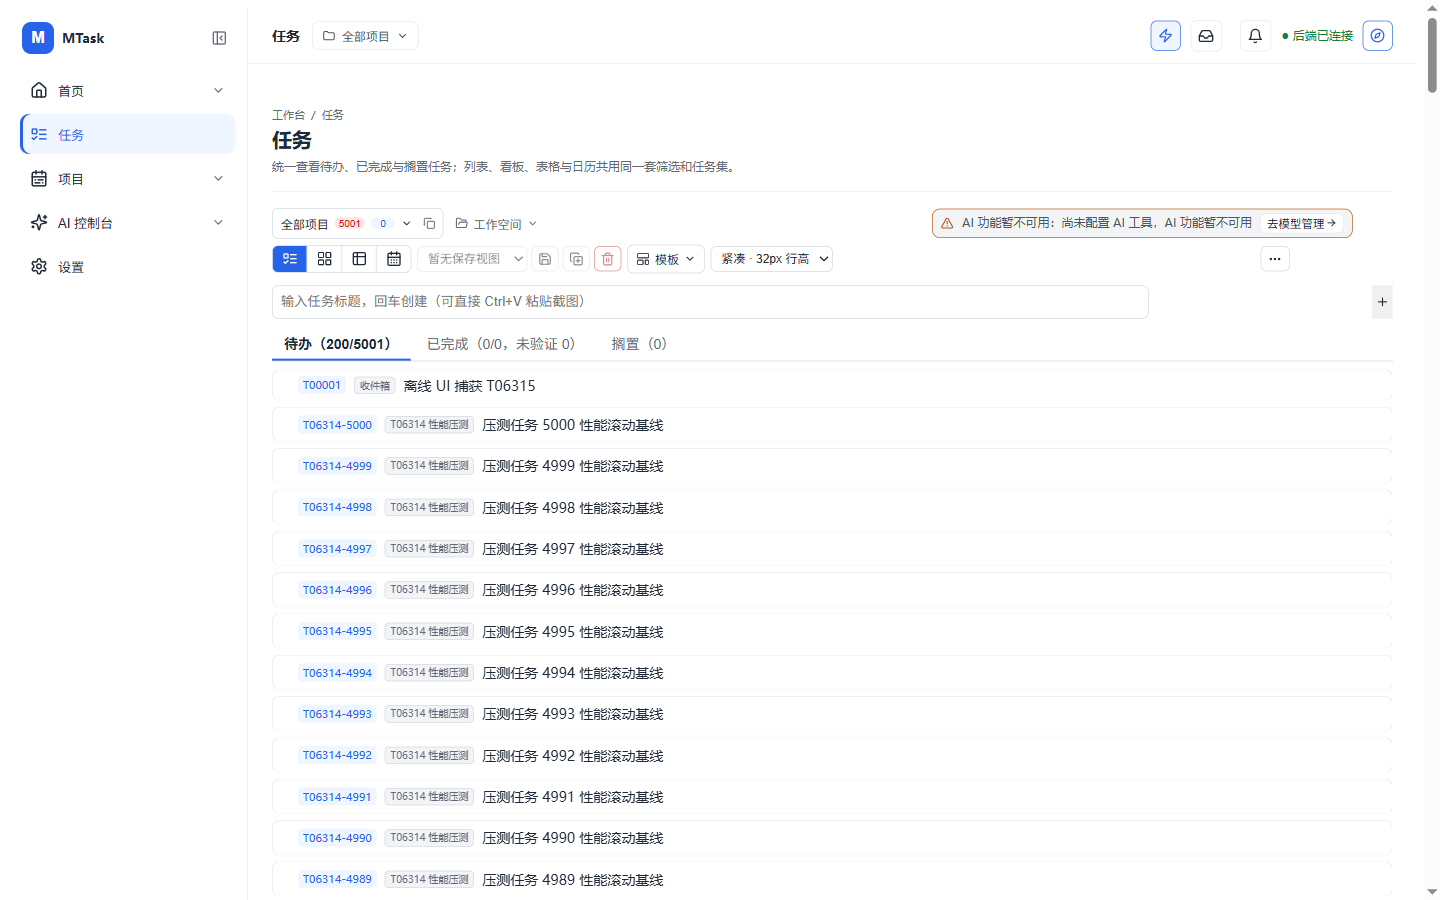 M MTask
首页
任务
项目
AI 控制台
设置
任务 全部项目 后端已连接
工作台 / 任务
任务
统一查看待办、已完成与搁置任务；列表、看板、表格与日历共用同一套筛选和任务集。
全部项目 5001 0 工作空间 AI 功能暂不可用：尚未配置 AI 工具，AI 功能暂不可用 去模型管理→
暂无保存视图 模板 紧凑 · 32px 行高 ···
输入任务标题，回车创建（可直接 Ctrl+V 粘贴截图） +
待办（200/5001） 已完成（0/0，未验证 0） 搁置（0）
T00001 收件箱 离线 UI 捕获 T06315
T06314-5000 T06314 性能压测 压测任务 5000 性能滚动基线
T06314-4999 T06314 性能压测 压测任务 4999 性能滚动基线
T06314-4998 T06314 性能压测 压测任务 4998 性能滚动基线
T06314-4997 T06314 性能压测 压测任务 4997 性能滚动基线
T06314-4996 T06314 性能压测 压测任务 4996 性能滚动基线
T06314-4995 T06314 性能压测 压测任务 4995 性能滚动基线
T06314-4994 T06314 性能压测 压测任务 4994 性能滚动基线
T06314-4993 T06314 性能压测 压测任务 4993 性能滚动基线
T06314-4992 T06314 性能压测 压测任务 4992 性能滚动基线
T06314-4991 T06314 性能压测 压测任务 4991 性能滚动基线
T06314-4990 T06314 性能压测 压测任务 4990 性能滚动基线
T06314-4989 T06314 性能压测 压测任务 4989 性能滚动基线